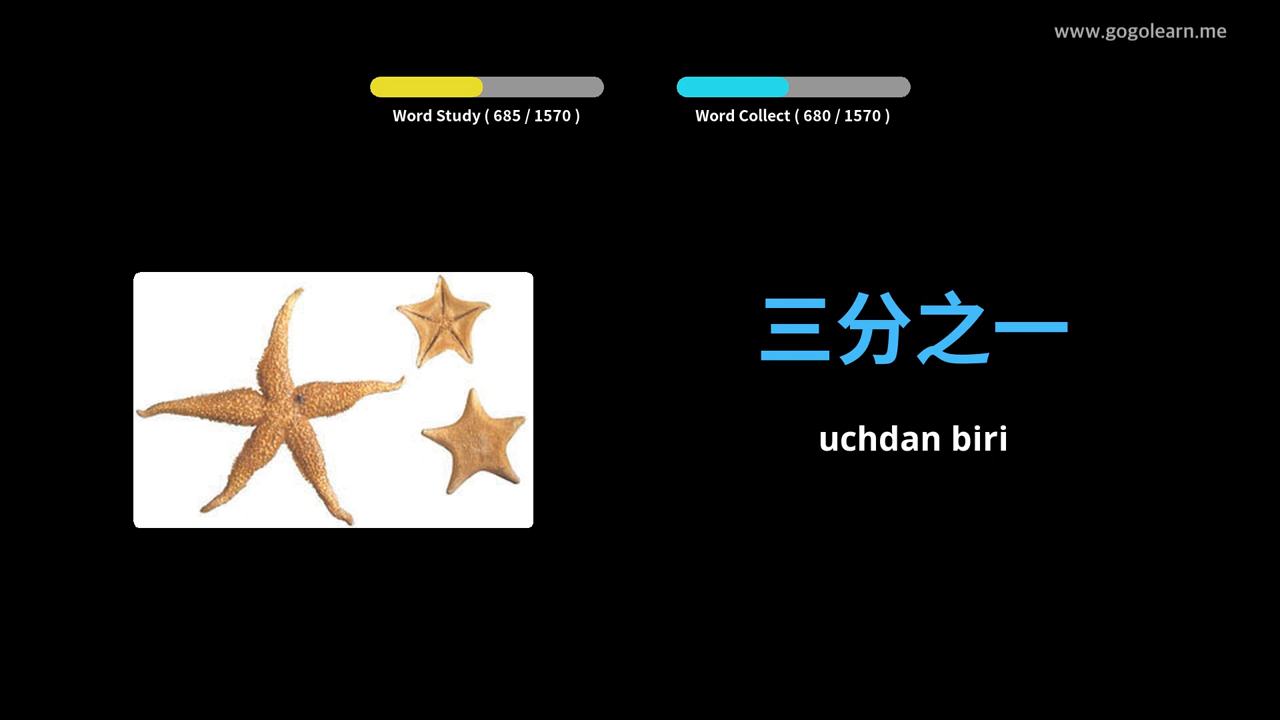 www.gogolearn.me
Word Study ( 685 / 1570 )
Word Collect ( 680 / 1570 )
三分之一
uchdan biri